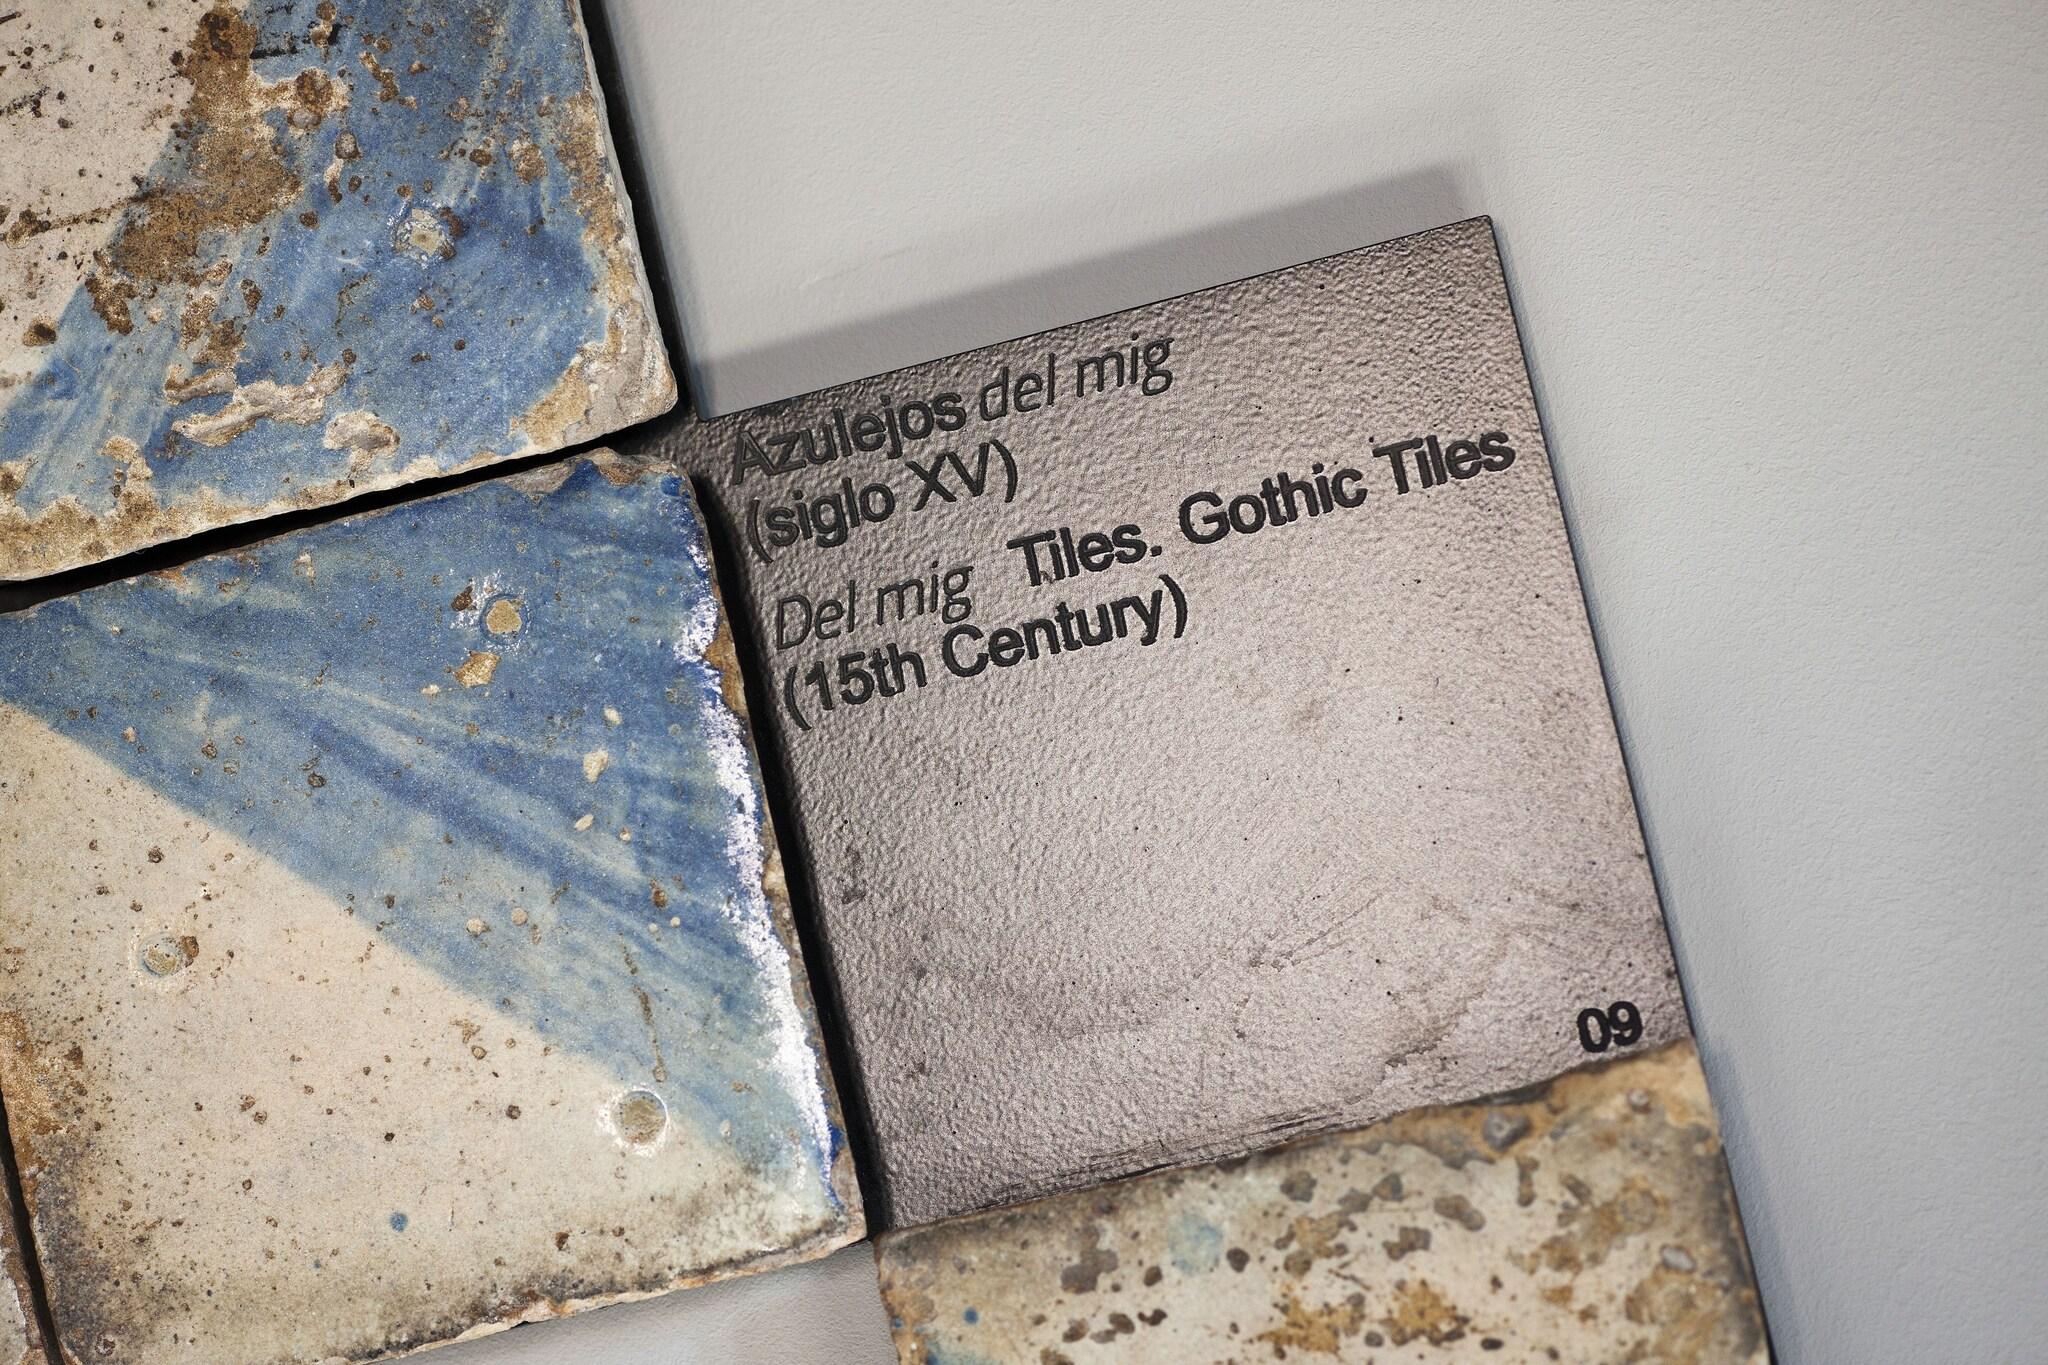 Azulejos del mig
(siglo XV)
Del mig Tiles. Gothic Tiles
(15th Century)
09